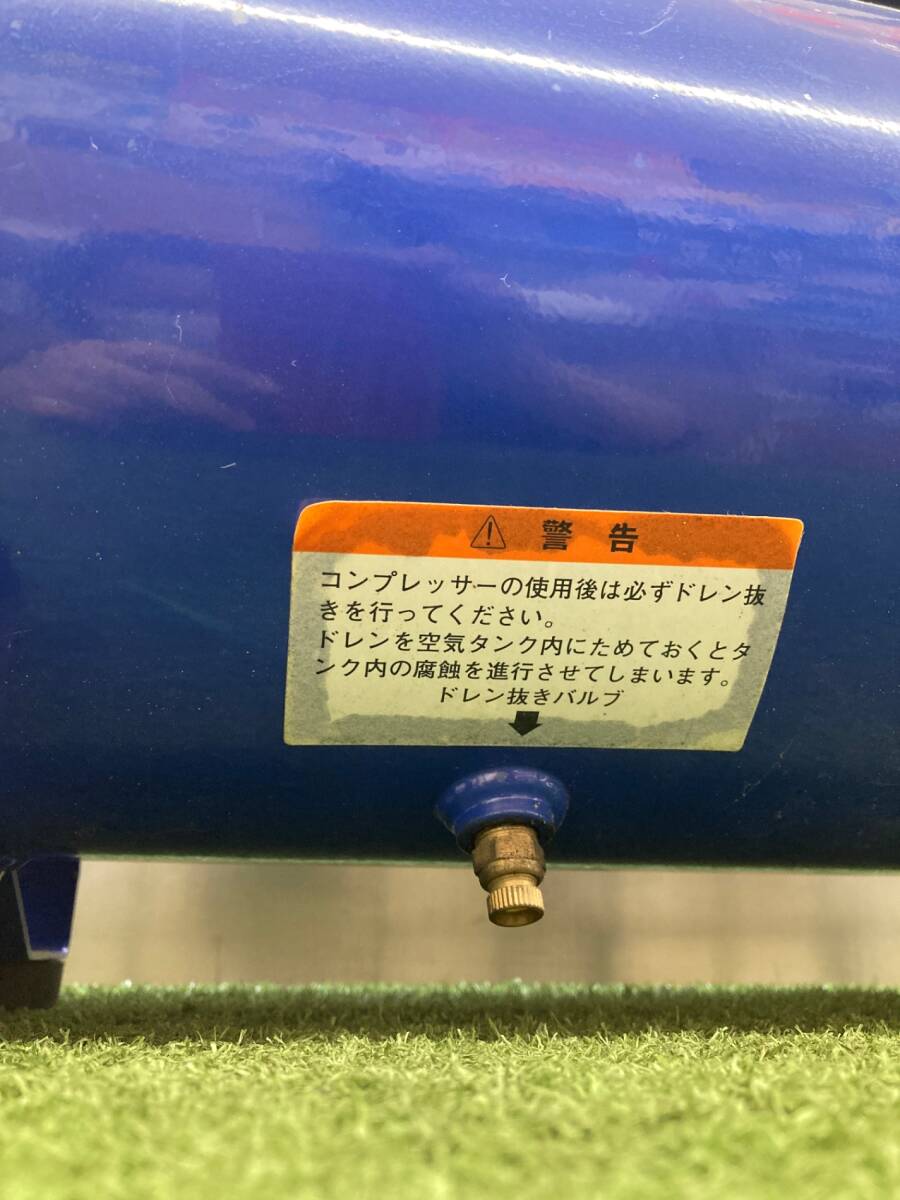 警告
コンプレッサーの使用後は必ずドレン抜
きを行ってください。
ドレンを空気タンク内にためておくとタ
ンク内の腐蝕を進行させてしまいます。
ドレン抜きバルブ